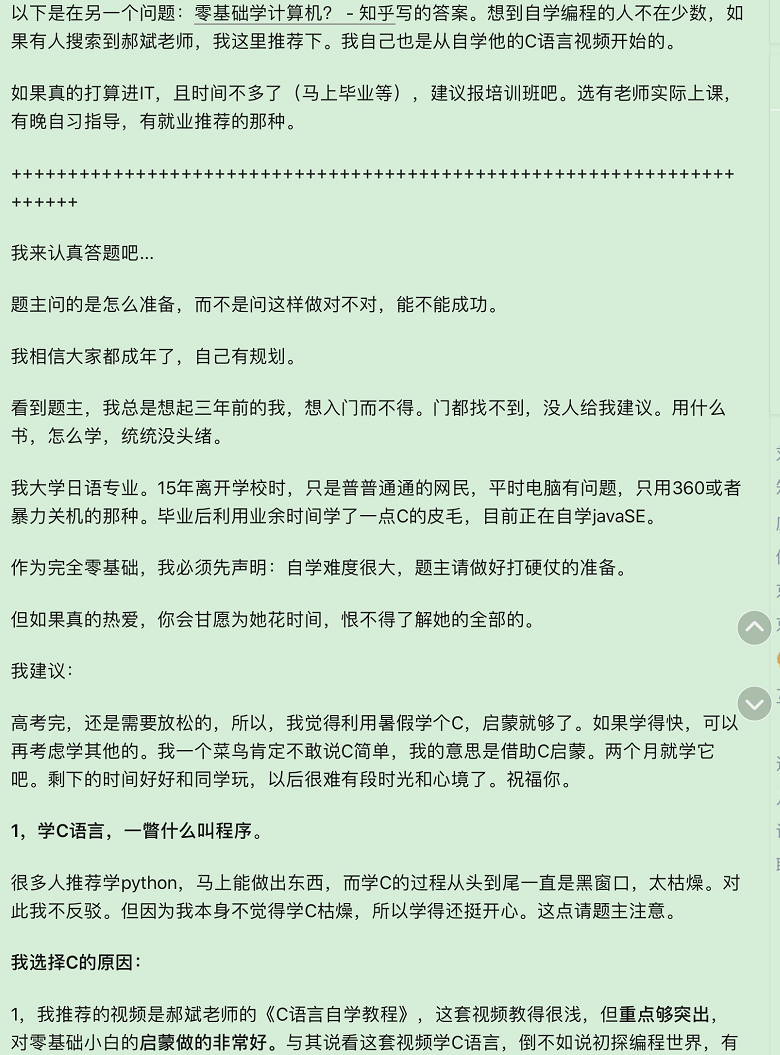 以下是在另一个问题：零基础学计算机？ - 知乎写的答案。想到自学编程的人不在少数，如
果有人搜索到郝斌老师，我这里推荐下。我自己也是从自学他的C语言视频开始的。
如果真的打算进IT，且时间不多了（马上毕业等），建议报培训班吧。选有老师实际上课，
有晚自习指导，有就业推荐的那种。
++++++++++++++++++++++++++++++++++++++++++++++++++++++++++++++++
++++++
我来认真答题吧...
题主问的是怎么准备，而不是问这样做对不对，能不能成功。
我相信大家都成年了，自己有规划。
看到题主，我总是想起三年前的我，想入门而不得。门都找不到，没人给我建议。用什么
书，怎么学，统统没头绪。
我大学日语专业。15年离开学校时，只是普普通通的网民，平时电脑有问题，只用360或者
暴力关机的那种。毕业后利用业余时间学了一点C的皮毛，目前正在自学javaSE。
作为完全零基础，我必须先声明：自学难度很大，题主请做好打硬仗的准备。
但如果真的热爱，你会甘愿为她花时间，恨不得了解她的全部的。
我建议：
高考完，还是需要放松的，所以，我觉得利用暑假学个C，启蒙就够了。如果学得快，可以
再考虑学其他的。我一个菜鸟肯定不敢说C简单，我的意思是借助C启蒙。两个月就学它
吧。剩下的时间好好和同学玩，以后很难有段时光和心境了。祝福你。
1，学C语言，一瞥什么叫程序。
很多人推荐学python，马上能做出东西，而学C的过程从头到尾一直是黑窗口，太枯燥。对
此我不反驳。但因为我本身不觉得学C枯燥，所以学得还挺开心。这点请题主注意。
我选择C的原因：
1，我推荐的视频是郝斌老师的《C语言自学教程》，这套视频教得很浅，但重点够突出，
对零基础小白的启蒙做的非常好。与其说看这套视频学C语言，倒不如说初探编程世界，有